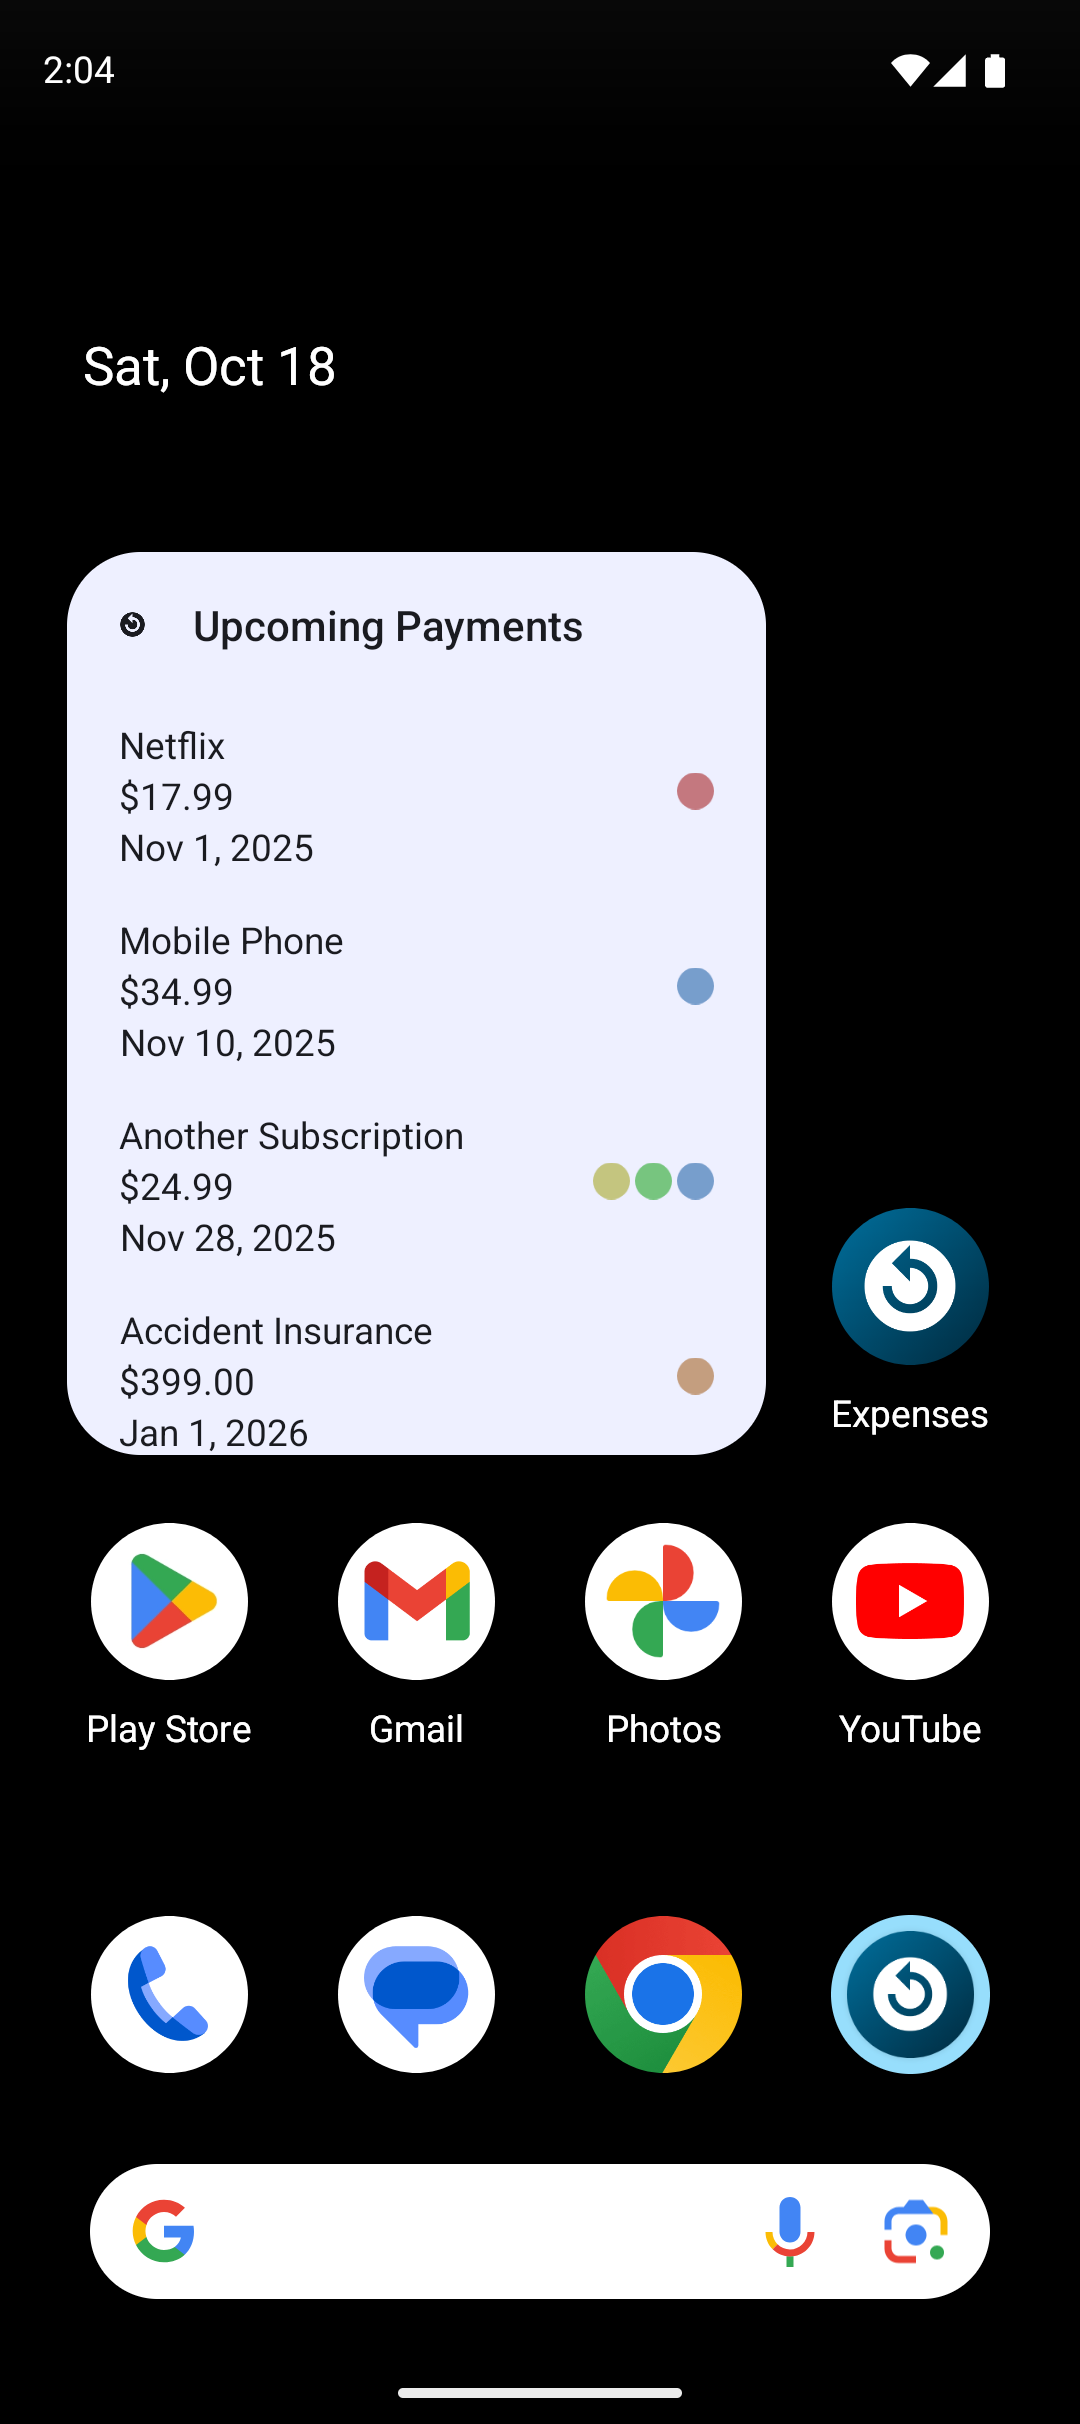 2:04
Sat, Oct 18
Upcoming Payments
Netflix
$17.99
Nov 1, 2025
Mobile Phone
$34.99
Nov 10, 2025
Another Subscription
$24.99
Nov 28, 2025
Accident Insurance
$399.00
Jan 1, 2026
Expenses
Play Store
Gmail
Photos
YouTube